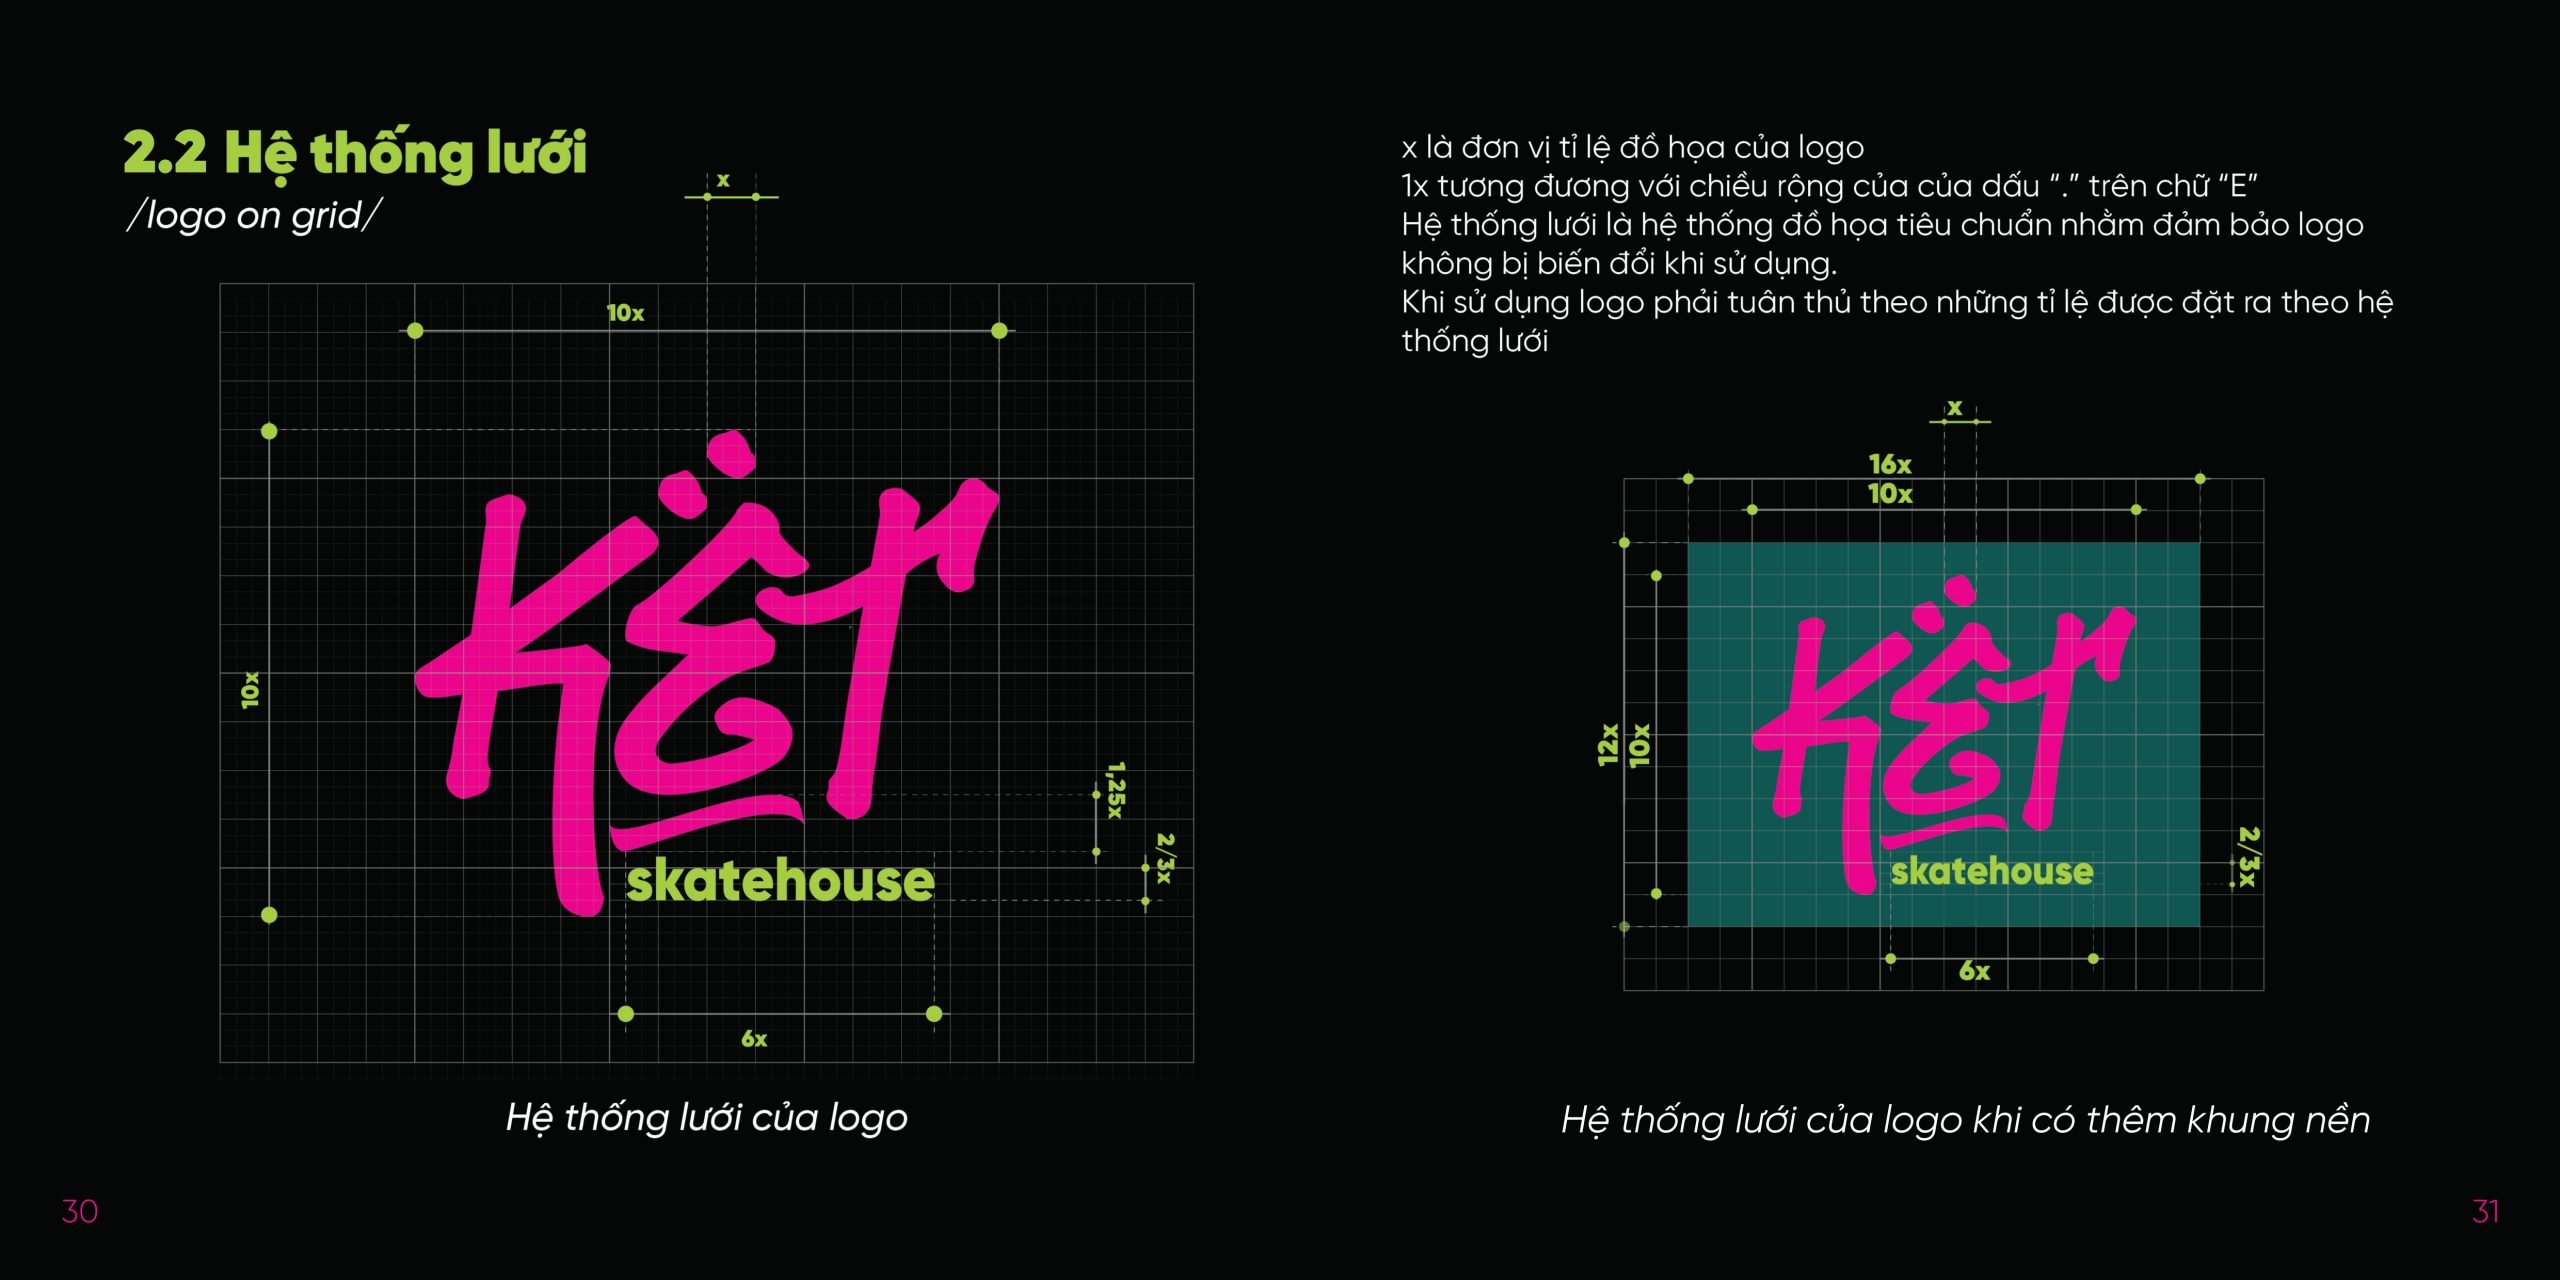 2.2 Hệ thống lưới
/logo on grid/
x
10x
10x
KẸT
skatehouse
1,25x
2/3x
6x
Hệ thống lưới của logo
30
x là đơn vị tỉ lệ đồ họa của logo
1x tương đương với chiều rộng của của dấu “.” trên chữ “E”
Hệ thống lưới là hệ thống đồ họa tiêu chuẩn nhằm đảm bảo logo
không bị biến đổi khi sử dụng.
Khi sử dụng logo phải tuân thủ theo những tỉ lệ được đặt ra theo hệ
thống lưới
x
16x
10x
12x
10x
KẸT
skatehouse
2/3x
6x
Hệ thống lưới của logo khi có thêm khung nền
31